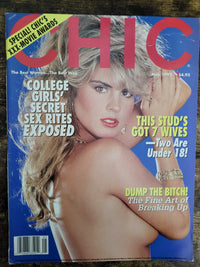 SPECIAL! CHIC'S
XXX-MOVIE AWARDS
CHIC
The Best Women...The Best Way
$4.95
COLLEGE
GIRLS'
SECRET
SEX RITES
EXPOSED
THIS STUD'S
GOT 7 WIVES
—Two Are
Under 18!
DUMP THE BITCH!
The Fine Art of
Breaking Up